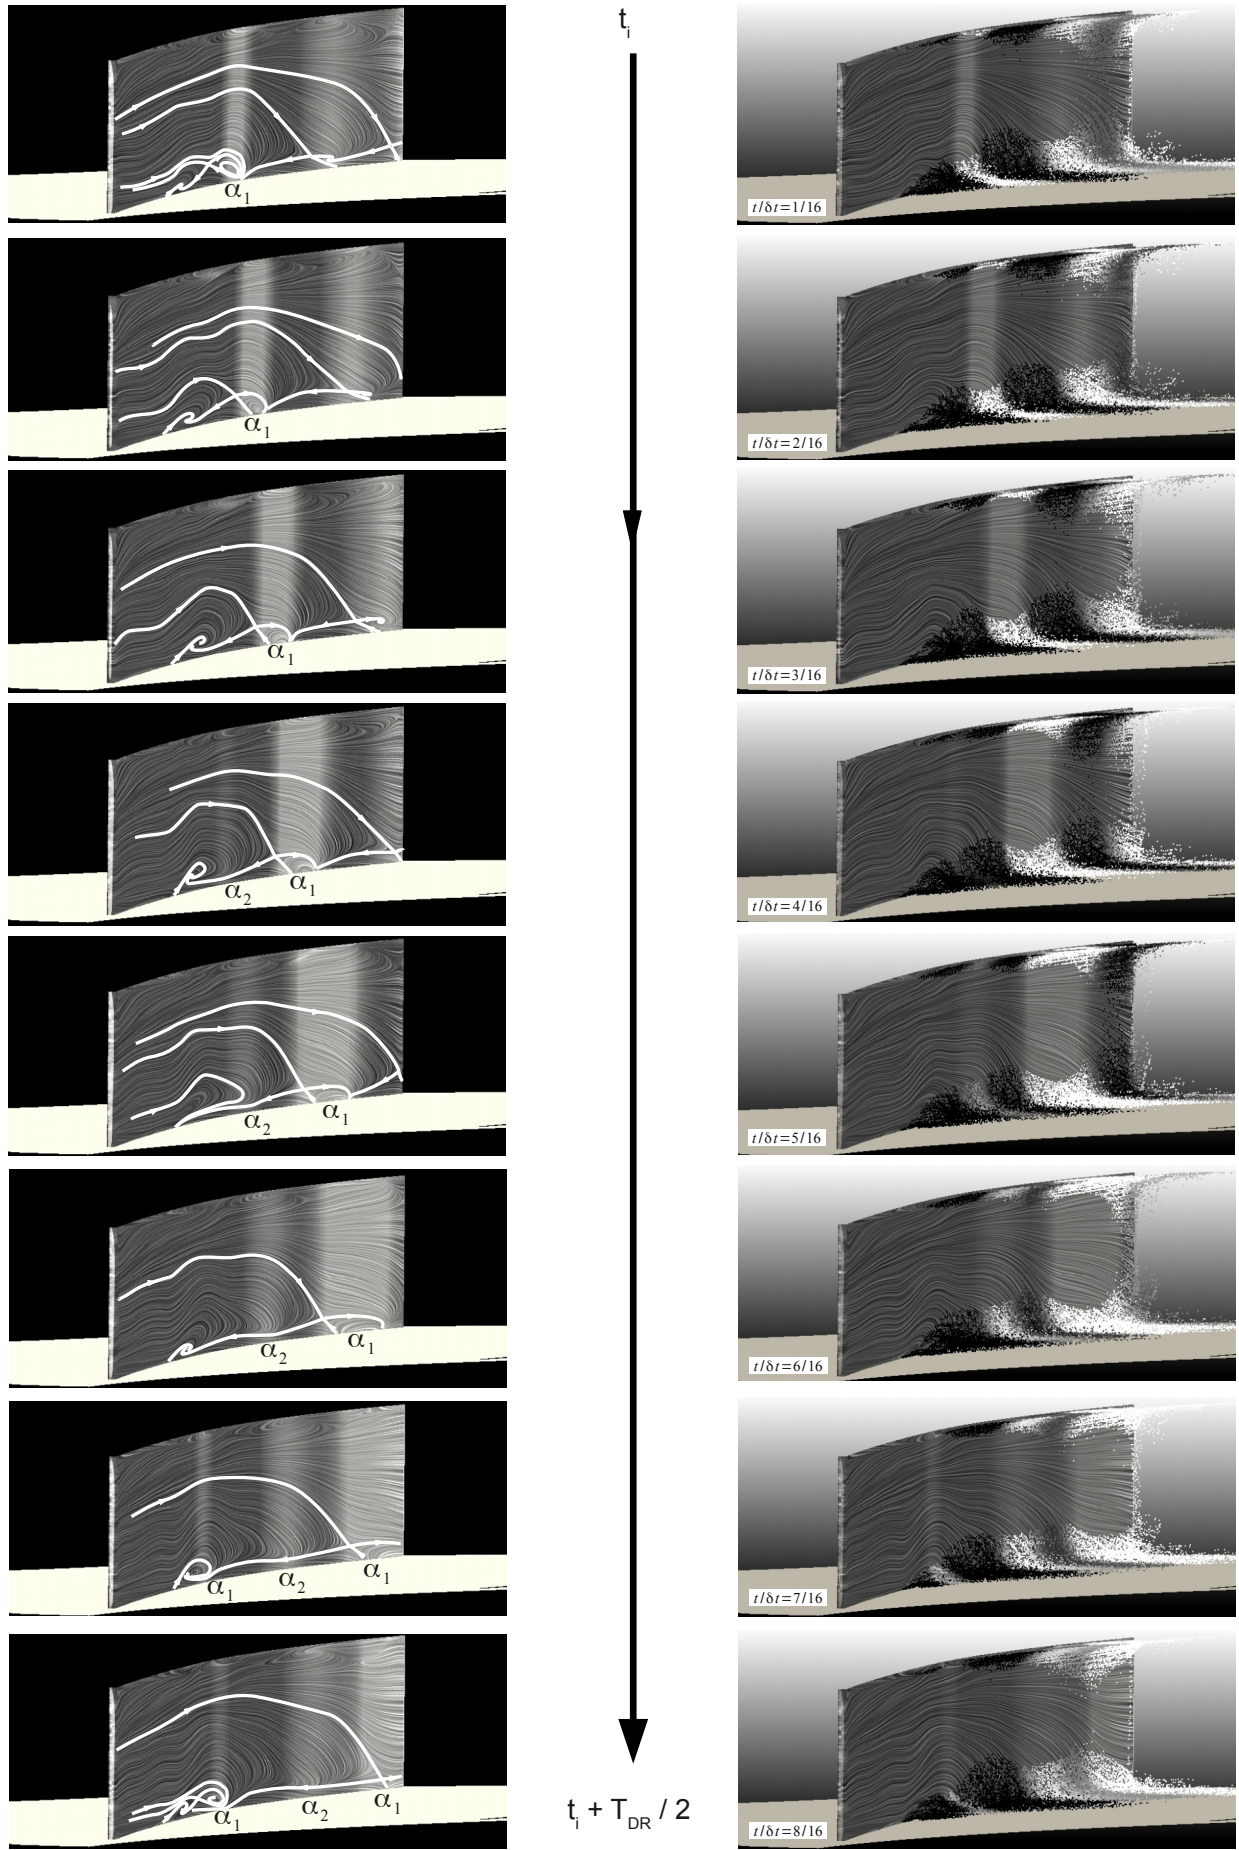 t_i
α_1
t/δt=1/16
α_1
t/δt=2/16
α_1
t/δt=3/16
α_2 α_1
t/δt=4/16
α_2 α_1
t/δt=5/16
α_2 α_1
t/δt=6/16
α_1 α_2 α_1
t/δt=7/16
α_1 α_2 α_1
t/δt=8/16
t_i + T_DR / 2